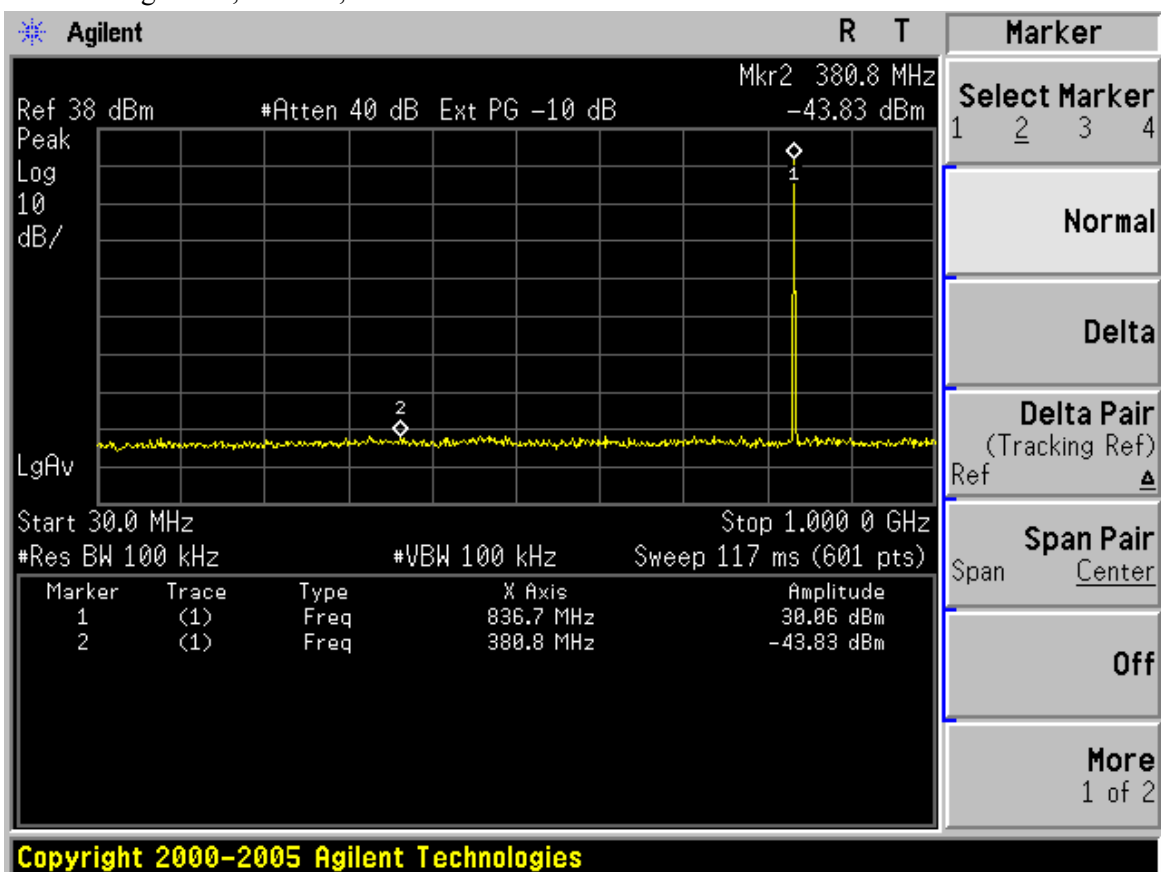 Agilent R T Marker
Mkr2 380.8 MHz
Ref 38 dBm #Atten 40 dB Ext PG -10 dB -43.83 dBm
Peak
Log
10
dB/
1
2
LgAv
Start 30.0 MHz Stop 1.000 0 GHz
#Res BW 100 kHz #VBW 100 kHz Sweep 117 ms (601 pts)
Marker Trace Type X Axis Amplitude
1 (1) Freq 836.7 MHz 30.06 dBm
2 (1) Freq 380.8 MHz -43.83 dBm
Select Marker
1 2 3 4
Normal
Delta
Delta Pair
(Tracking Ref)
Ref Δ
Span Pair
Span Center
Off
More
1 of 2
Copyright 2000-2005 Agilent Technologies